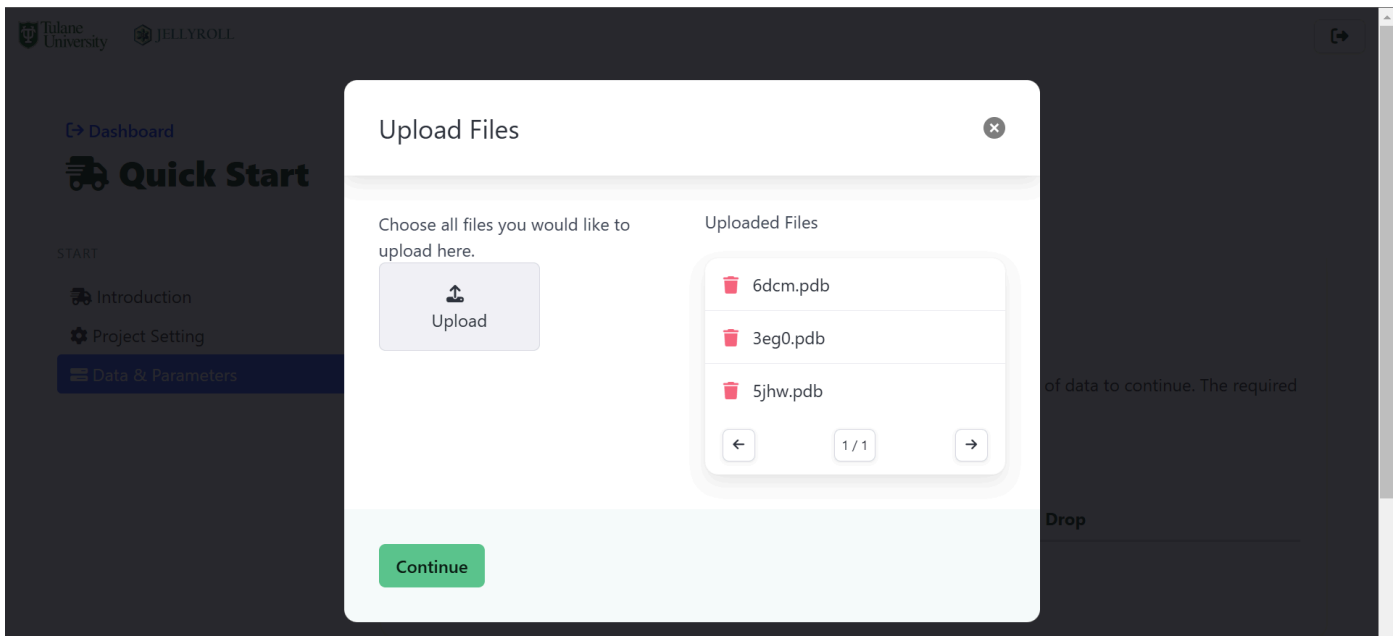 Tulane
University
JELLYROLL
Dashboard
Quick Start
START
Introduction
Project Setting
Data & Parameters
Upload Files
Choose all files you would like to
upload here.
Upload
Uploaded Files
6dcm.pdb
3eg0.pdb
5jhw.pdb
1 / 1
of data to continue. The required
Drop
Continue